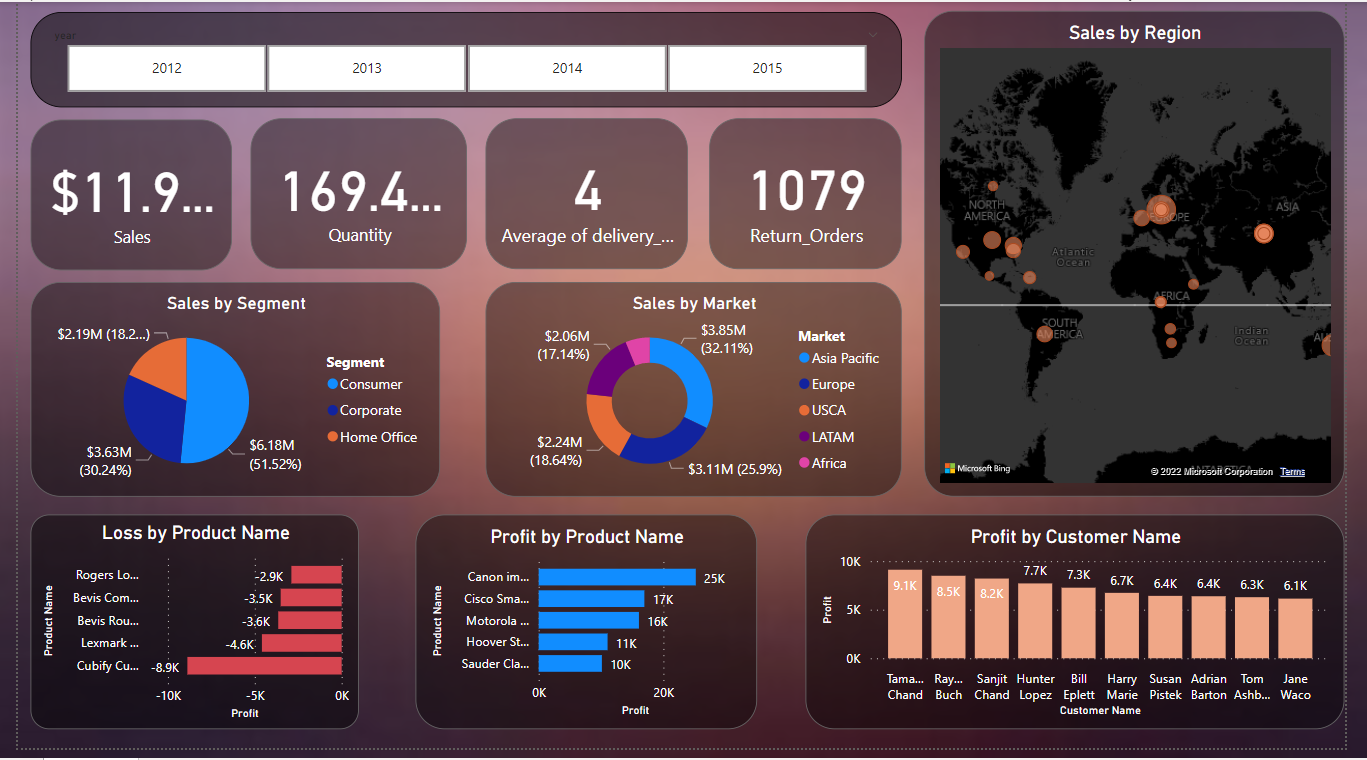 year
2012
2013
2014
2015
$11.9...
Sales
169.4...
Quantity
4
Average of delivery_...
1079
Return_Orders
Sales by Region
NORTH
AMERICA
EUROPE
ASIA
Atlantic
Ocean
AFRICA
SOUTH
AMERICA
Indian
Ocean
Microsoft Bing
ANTARCTICA
© 2022 Microsoft Corporation Terms
Sales by Segment
$2.19M (18.2...)
$3.63M
(30.24%)
$6.18M
(51.52%)
Segment
Consumer
Corporate
Home Office
Sales by Market
$2.06M
(17.14%)
$3.85M
(32.11%)
$2.24M
(18.64%)
$3.11M (25.9%)
Market
Asia Pacific
Europe
USCA
LATAM
Africa
Loss by Product Name
Product Name
Rogers Lo...
-2.9K
Bevis Com...
-3.5K
Bevis Rou...
-3.6K
Lexmark ...
-4.6K
Cubify Cu...
-8.9K
-10K
-5K
0K
Profit
Profit by Product Name
Product Name
Canon im...
25K
Cisco Sma...
17K
Motorola ...
16K
Hoover St...
11K
Sauder Cla...
10K
0K
20K
Profit
Profit by Customer Name
Profit
10K
5K
0K
9.1K
8.5K
8.2K
7.7K
7.3K
6.7K
6.4K
6.4K
6.3K
6.1K
Tama...
Chand
Ray...
Buch
Sanjit
Chand
Hunter
Lopez
Bill
Eplett
Harry
Marie
Susan
Pistek
Adrian
Barton
Tom
Ashb...
Jane
Waco
Customer Name